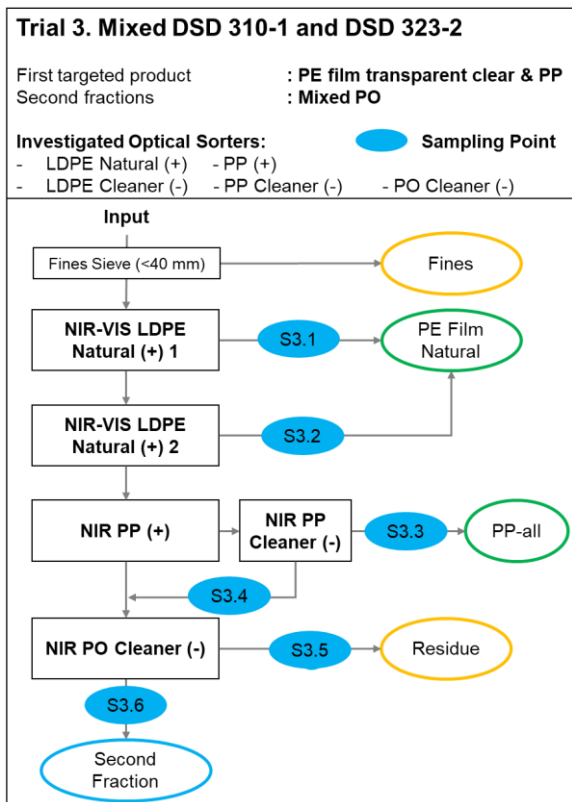 Trial 3. Mixed DSD 310-1 and DSD 323-2
First targeted product : PE film transparent clear & PP
Second fractions : Mixed PO
Investigated Optical Sorters: Sampling Point
- LDPE Natural (+) - PP (+)
- LDPE Cleaner (-) - PP Cleaner (-) - PO Cleaner (-)
Input
Fines Sieve (<40 mm)
Fines
NIR-VIS LDPE
Natural (+) 1
S3.1
PE Film
Natural
NIR-VIS LDPE
Natural (+) 2
S3.2
NIR PP (+)
NIR PP
Cleaner (-)
S3.3
PP-all
S3.4
NIR PO Cleaner (-)
S3.5
Residue
S3.6
Second
Fraction